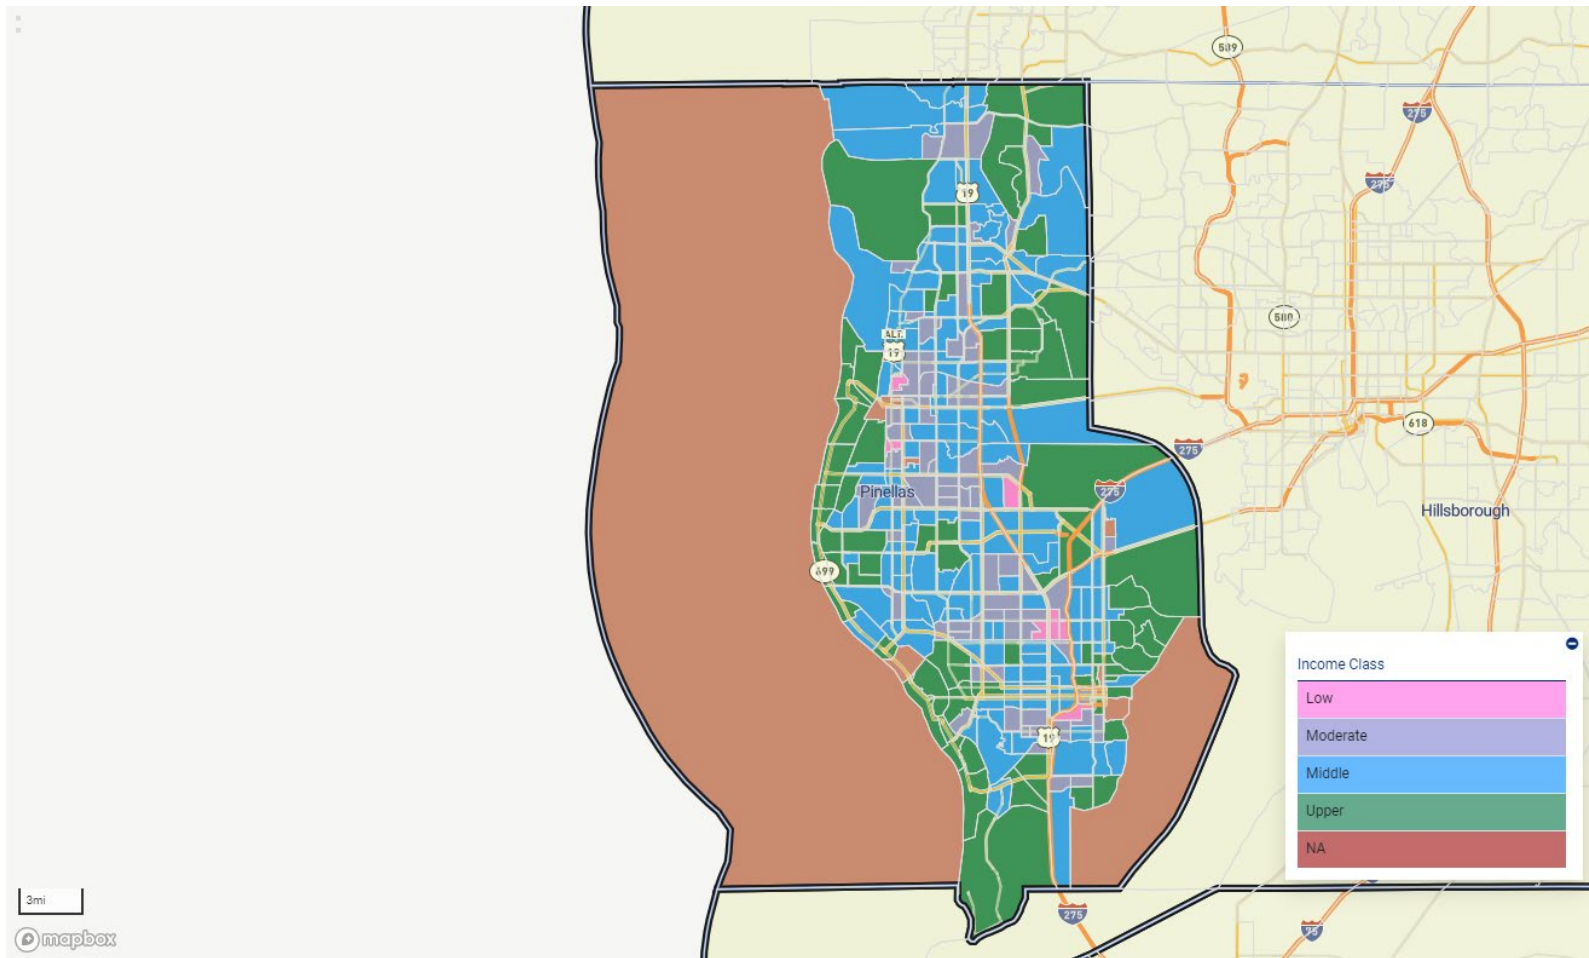 589
275
275
19
580
ALT.
19
618
275
275
Pinellas
Hillsborough
699
19
275
75
Income Class
Low
Moderate
Middle
Upper
NA
3mi
mapbox